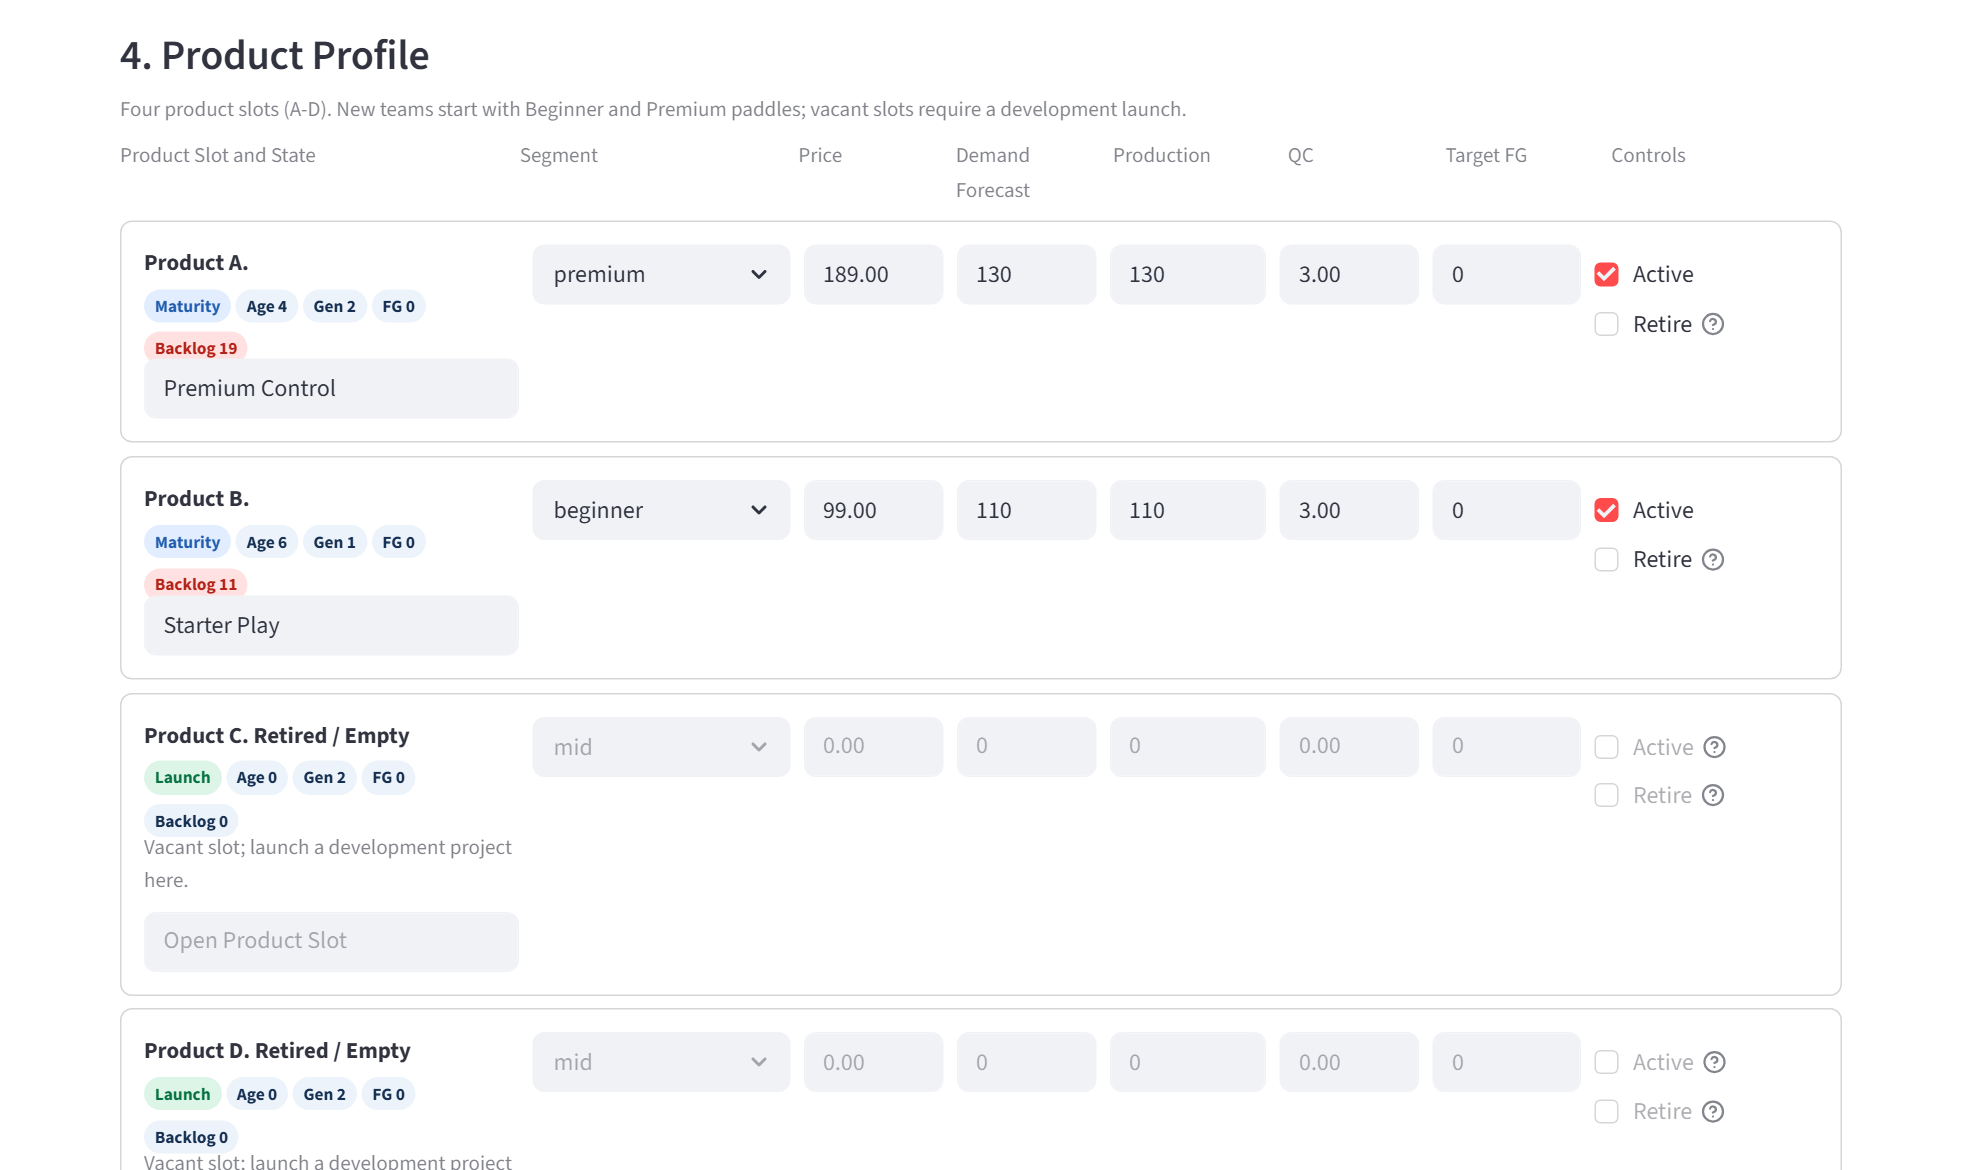 4. Product Profile
Four product slots (A-D). New teams start with Beginner and Premium paddles; vacant slots require a development launch.
Product Slot and State Segment Price Demand Forecast Production QC Target FG Controls
Product A.
Maturity Age 4 Gen 2 FG 0
Backlog 19
Premium Control
premium 189.00 130 130 3.00 0 Active
Retire
Product B.
Maturity Age 6 Gen 1 FG 0
Backlog 11
Starter Play
beginner 99.00 110 110 3.00 0 Active
Retire
Product C. Retired / Empty
Launch Age 0 Gen 2 FG 0
Backlog 0
Vacant slot; launch a development project
here.
Open Product Slot
mid 0.00 0 0 0.00 0 Active
Retire
Product D. Retired / Empty
Launch Age 0 Gen 2 FG 0
Backlog 0
Vacant slot; launch a development project
mid 0.00 0 0 0.00 0 Active
Retire